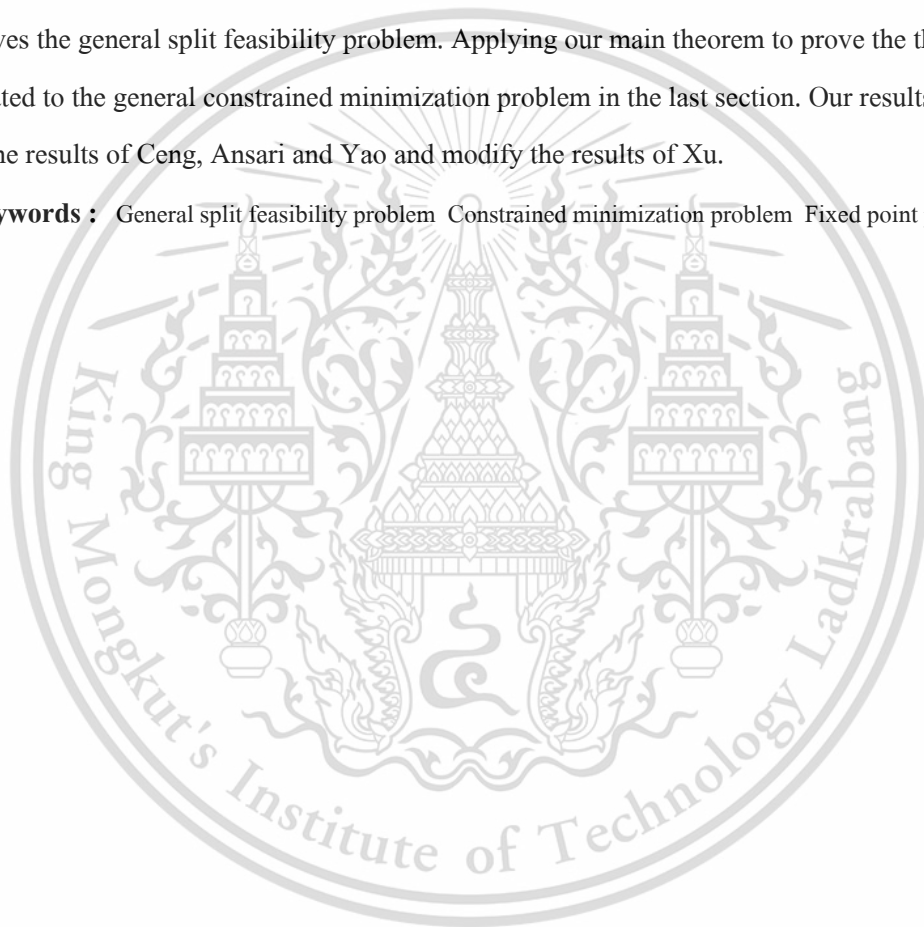 ves the general split feasibility problem. Applying our main theorem to prove the t
ted to the general constrained minimization problem in the last section. Our results
he results of Ceng, Ansari and Yao and modify the results of Xu.
ywords : General split feasibility problem Constrained minimization problem Fixed point
King Mongkut's Institute of Technology Ladkrabang